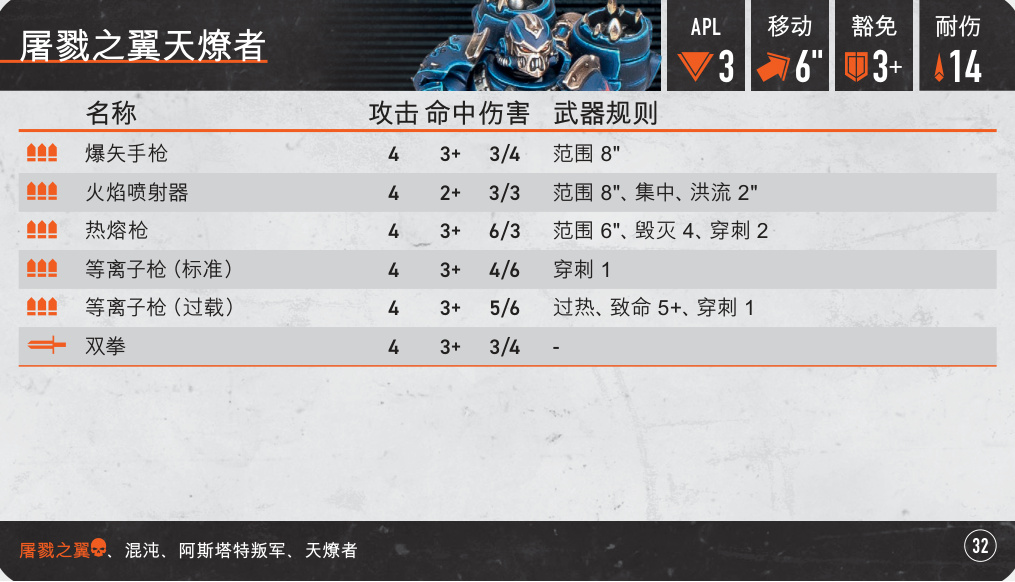 屠戮之翼天燎者
APL 移动 豁免 耐伤
3 6" 3+ 14
名称 攻击 命中 伤害 武器规则
爆矢手枪 4 3+ 3/4 范围 8"
火焰喷射器 4 2+ 3/3 范围 8"、集中、洪流 2"
热熔枪 4 3+ 6/3 范围 6"、毁灭 4、穿刺 2
等离子枪（标准） 4 3+ 4/6 穿刺 1
等离子枪（过载） 4 3+ 5/6 过热、致命 5+、穿刺 1
双拳 4 3+ 3/4 -
屠戮之翼、混沌、阿斯塔特叛军、天燎者
32